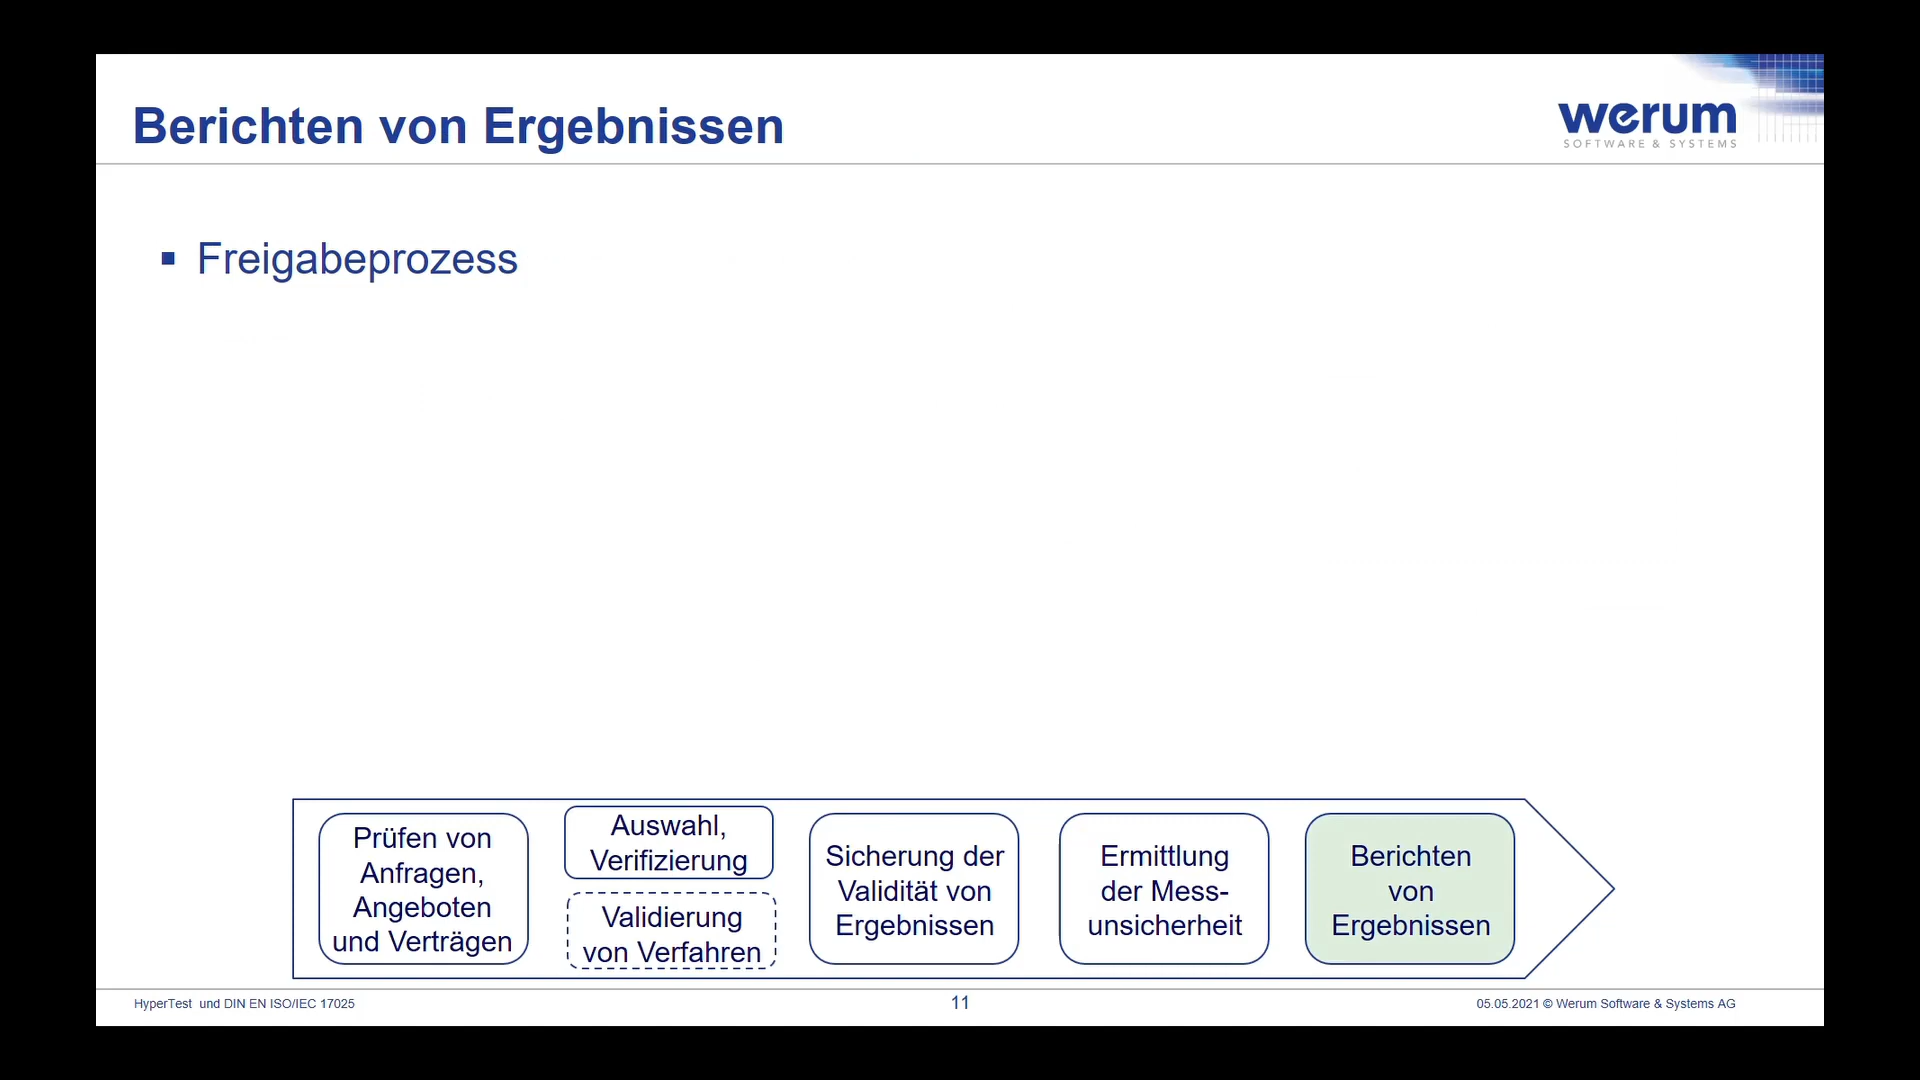 Berichten von Ergebnissen
werum
SOFTWARE & SYSTEMS
Freigabeprozess
Prüfen von
Anfragen,
Angeboten
und Verträgen
Auswahl,
Verifizierung
Validierung
von Verfahren
Sicherung der
Validität von
Ergebnissen
Ermittlung
der Mess-
unsicherheit
Berichten
von
Ergebnissen
HyperTest und DIN EN ISO/IEC 17025
11
05.05.2021 © Werum Software & Systems AG